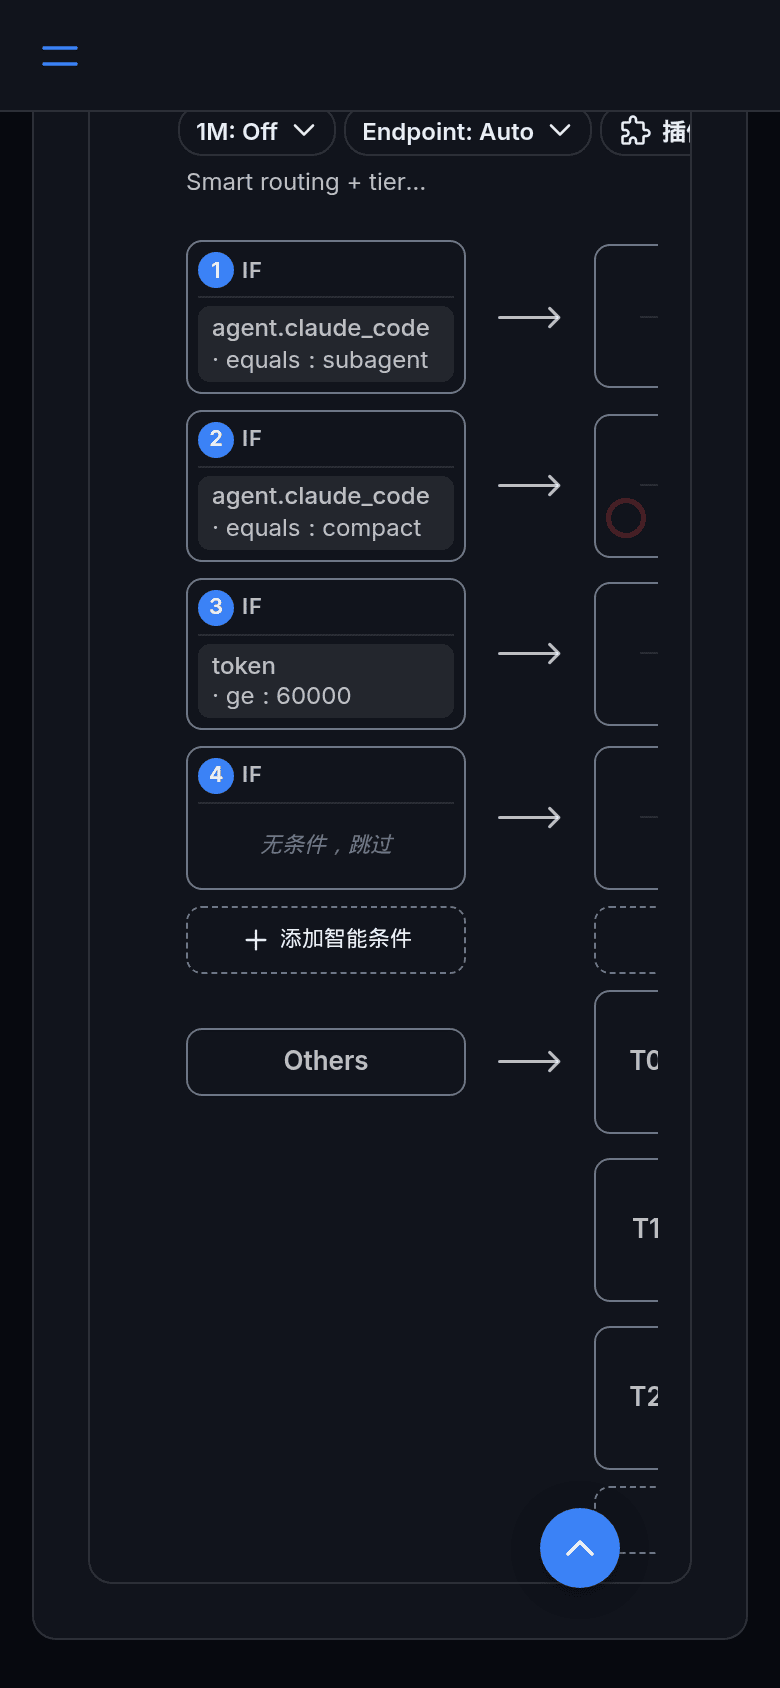 1M: Off
Endpoint: Auto
Smart routing + tier...
1 IF
agent.claude_code
· equals : subagent
2 IF
agent.claude_code
· equals : compact
3 IF
token
· ge : 60000
4 IF
无条件，跳过
+ 添加智能条件
Others
T0
T1
T2